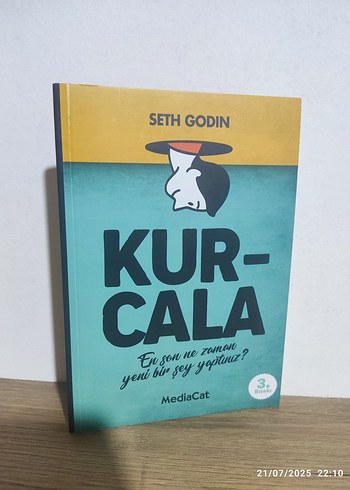 SETH GODIN
KUR-
CALA
En son ne zaman
yeni bir şey yaptınız?
3.
Baskı
MediaCat
21/07/2025 22:10